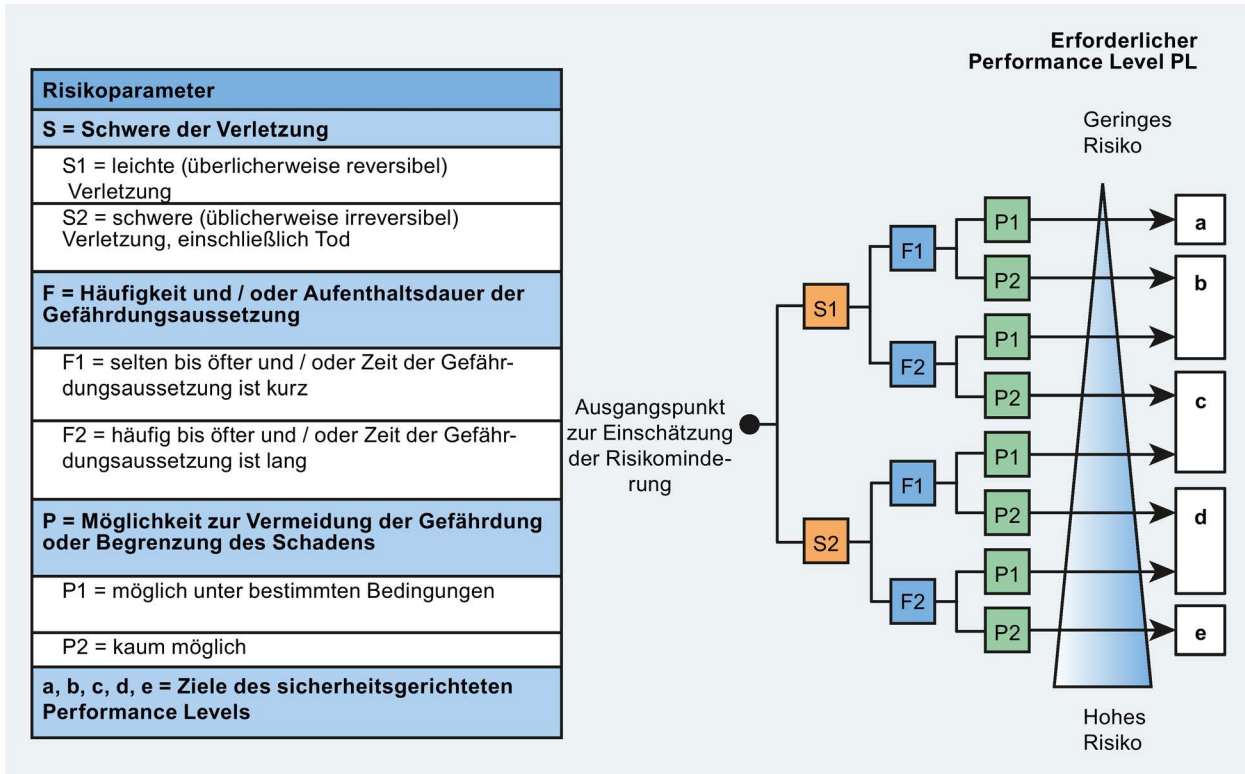 Risikoparameter
S = Schwere der Verletzung
S1 = leichte (überlicherweise reversibel)
Verletzung
S2 = schwere (üblicherweise irreversibel)
Verletzung, einschließlich Tod
F = Häufigkeit und / oder Aufenthaltsdauer der
Gefährdungsaussetzung
F1 = selten bis öfter und / oder Zeit der Gefähr-
dungsaussetzung ist kurz
F2 = häufig bis öfter und / oder Zeit der Gefähr-
dungsaussetzung ist lang
P = Möglichkeit zur Vermeidung der Gefährdung
oder Begrenzung des Schadens
P1 = möglich unter bestimmten Bedingungen
P2 = kaum möglich
a, b, c, d, e = Ziele des sicherheitsgerichteten
Performance Levels
Ausgangspunkt
zur Einschätzung
der Risikominde-
rung
S1
S2
F1
F2
F1
F2
P1
P2
P1
P2
P1
P2
P1
P2
Erforderlicher
Performance Level PL
Geringes
Risiko
a
b
c
d
e
Hohes
Risiko